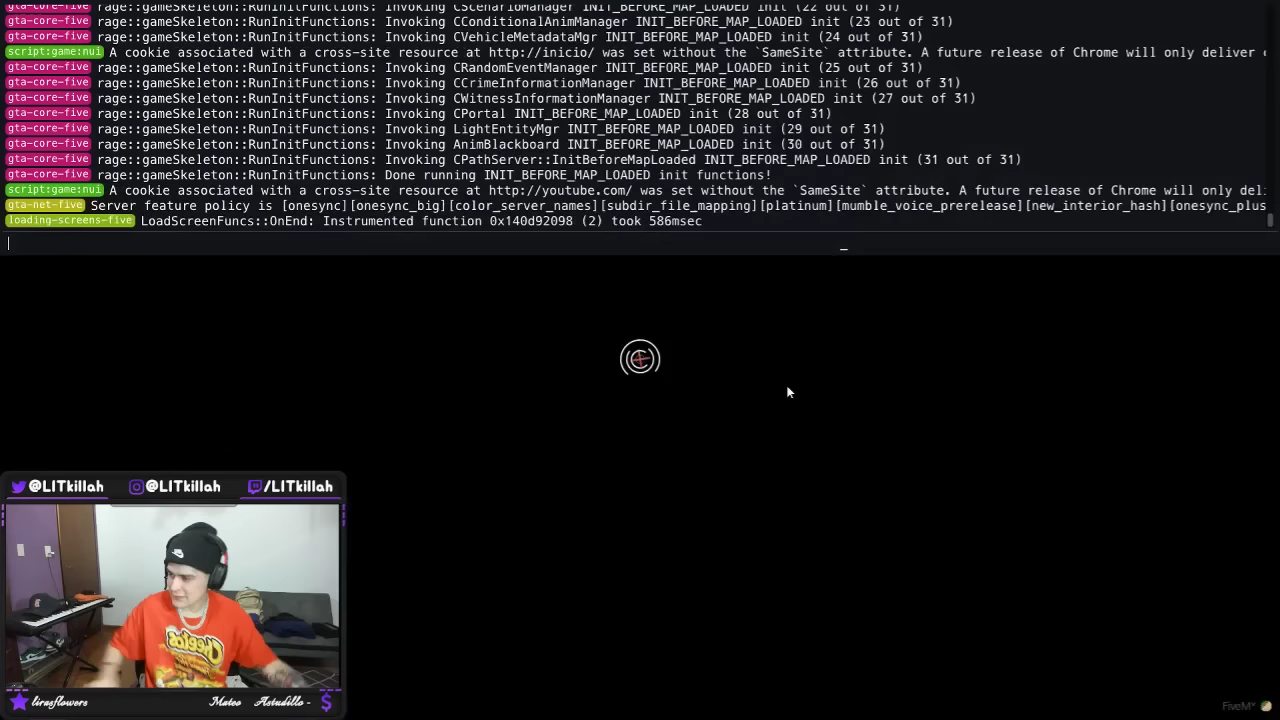 gta-core-five rage::gameSkeleton::RunInitFunctions: Invoking CScenarioManager INIT_BEFORE_MAP_LOADED init (22 out of 31)
gta-core-five rage::gameSkeleton::RunInitFunctions: Invoking CConditionalAnimManager INIT_BEFORE_MAP_LOADED init (23 out of 31)
gta-core-five rage::gameSkeleton::RunInitFunctions: Invoking CVehicleMetadataMgr INIT_BEFORE_MAP_LOADED init (24 out of 31)
script:game:nui A cookie associated with a cross-site resource at http://inicio/ was set without the `SameSite` attribute. A future release of Chrome will only deliver
gta-core-five rage::gameSkeleton::RunInitFunctions: Invoking CRandomEventManager INIT_BEFORE_MAP_LOADED init (25 out of 31)
gta-core-five rage::gameSkeleton::RunInitFunctions: Invoking CCrimeInformationManager INIT_BEFORE_MAP_LOADED init (26 out of 31)
gta-core-five rage::gameSkeleton::RunInitFunctions: Invoking CWitnessInformationManager INIT_BEFORE_MAP_LOADED init (27 out of 31)
gta-core-five rage::gameSkeleton::RunInitFunctions: Invoking CPortal INIT_BEFORE_MAP_LOADED init (28 out of 31)
gta-core-five rage::gameSkeleton::RunInitFunctions: Invoking LightEntityMgr INIT_BEFORE_MAP_LOADED init (29 out of 31)
gta-core-five rage::gameSkeleton::RunInitFunctions: Invoking AnimBlackboard INIT_BEFORE_MAP_LOADED init (30 out of 31)
gta-core-five rage::gameSkeleton::RunInitFunctions: Invoking CPathServer::InitBeforeMapLoaded INIT_BEFORE_MAP_LOADED init (31 out of 31)
gta-core-five rage::gameSkeleton::RunInitFunctions: Done running INIT_BEFORE_MAP_LOADED init functions!
script:game:nui A cookie associated with a cross-site resource at http://youtube.com/ was set without the `SameSite` attribute. A future release of Chrome will only deli
gta-net-five Server feature policy is [onesync][onesync_big][color_server_names][subdir_file_mapping][platinum][mumble_voice_prerelease][new_interior_hash][onesync_plus
loading-screens-five LoadScreenFuncs::OnEnd: Instrumented function 0x140d92098 (2) took 586msec
@LITkillah @LITkillah /LITkillah
Cheetos
lirasflowers Mateo Astudillo - $
FiveM*